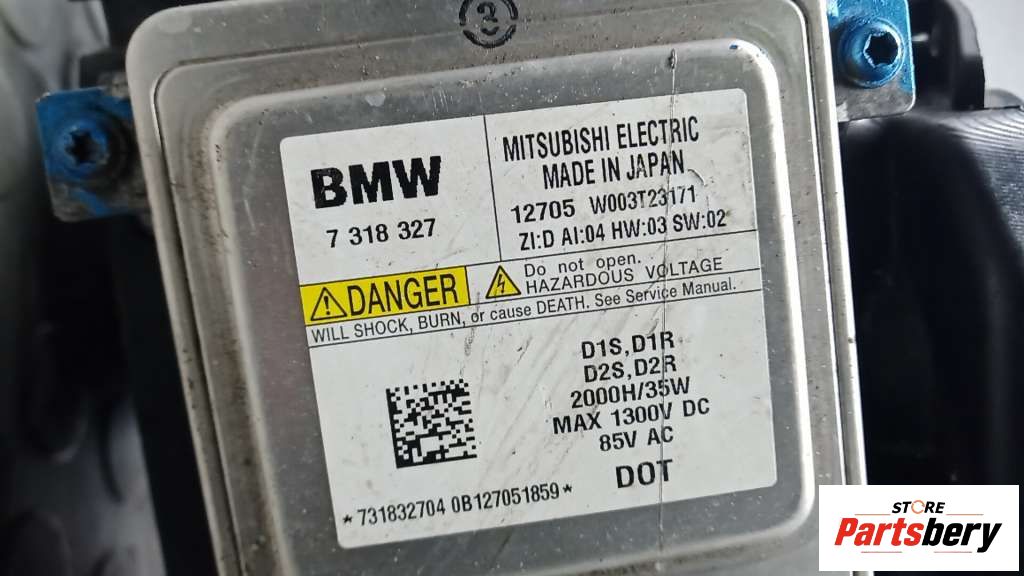 3
BMW
7 318 327
MITSUBISHI ELECTRIC
MADE IN JAPAN
12705 W003T23171
ZI:D AI:04 HW:03 SW:02
DANGER
Do not open.
HAZARDOUS VOLTAGE
WILL SHOCK, BURN, or cause DEATH. See Service Manual.
D1S,D1R
D2S,D2R
2000H/35W
MAX 1300V DC
85V AC
DOT
*731832704 0B127051859*
STORE
Partsbery